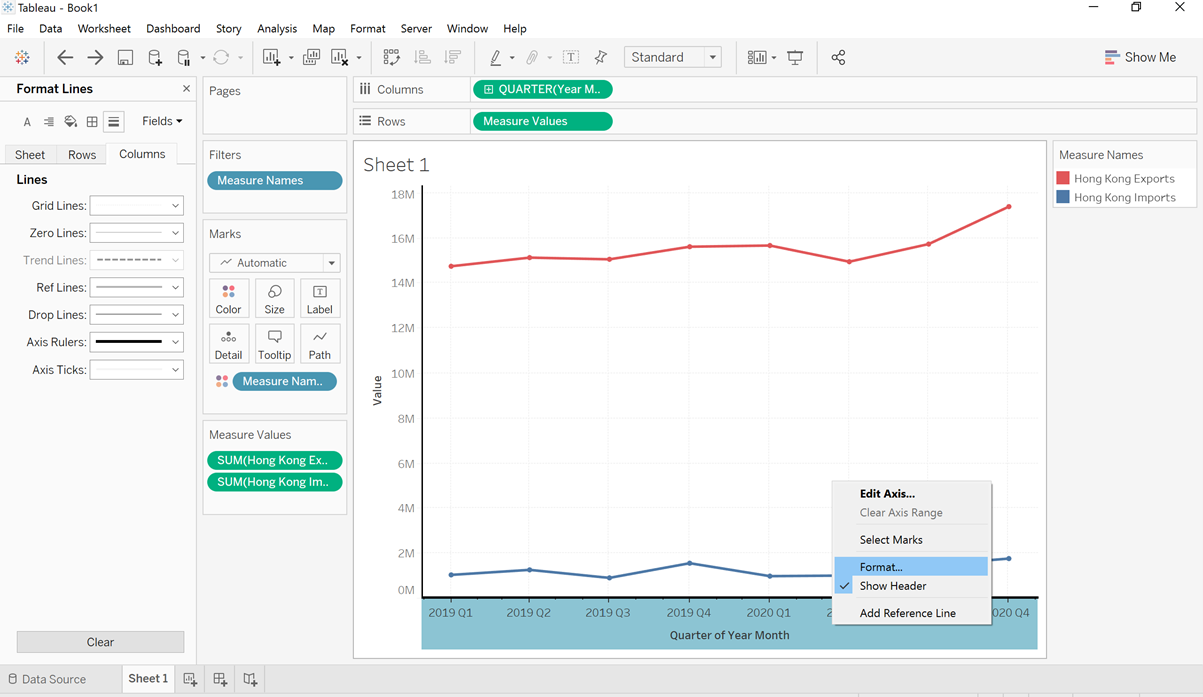 Tableau - Book1
File Data Worksheet Dashboard Story Analysis Map Format Server Window Help
Standard
Show Me
Format Lines
Fields
Sheet Rows Columns
Lines
Grid Lines:
Zero Lines:
Trend Lines:
Ref Lines:
Drop Lines:
Axis Rulers:
Axis Ticks:
Clear
Pages
Filters
Measure Names
Marks
Automatic
Color Size Label
Detail Tooltip Path
Measure Nam..
Measure Values
SUM(Hong Kong Ex..
SUM(Hong Kong Im..
Columns QUARTER(Year M..
Rows Measure Values
Sheet 1
18M
16M
14M
12M
10M
8M
6M
4M
2M
0M
Value
2019 Q1 2019 Q2 2019 Q3 2019 Q4 2020 Q1 2 020 Q4
Quarter of Year Month
Edit Axis...
Clear Axis Range
Select Marks
Format...
Show Header
Add Reference Line
Measure Names
Hong Kong Exports
Hong Kong Imports
Data Source Sheet 1